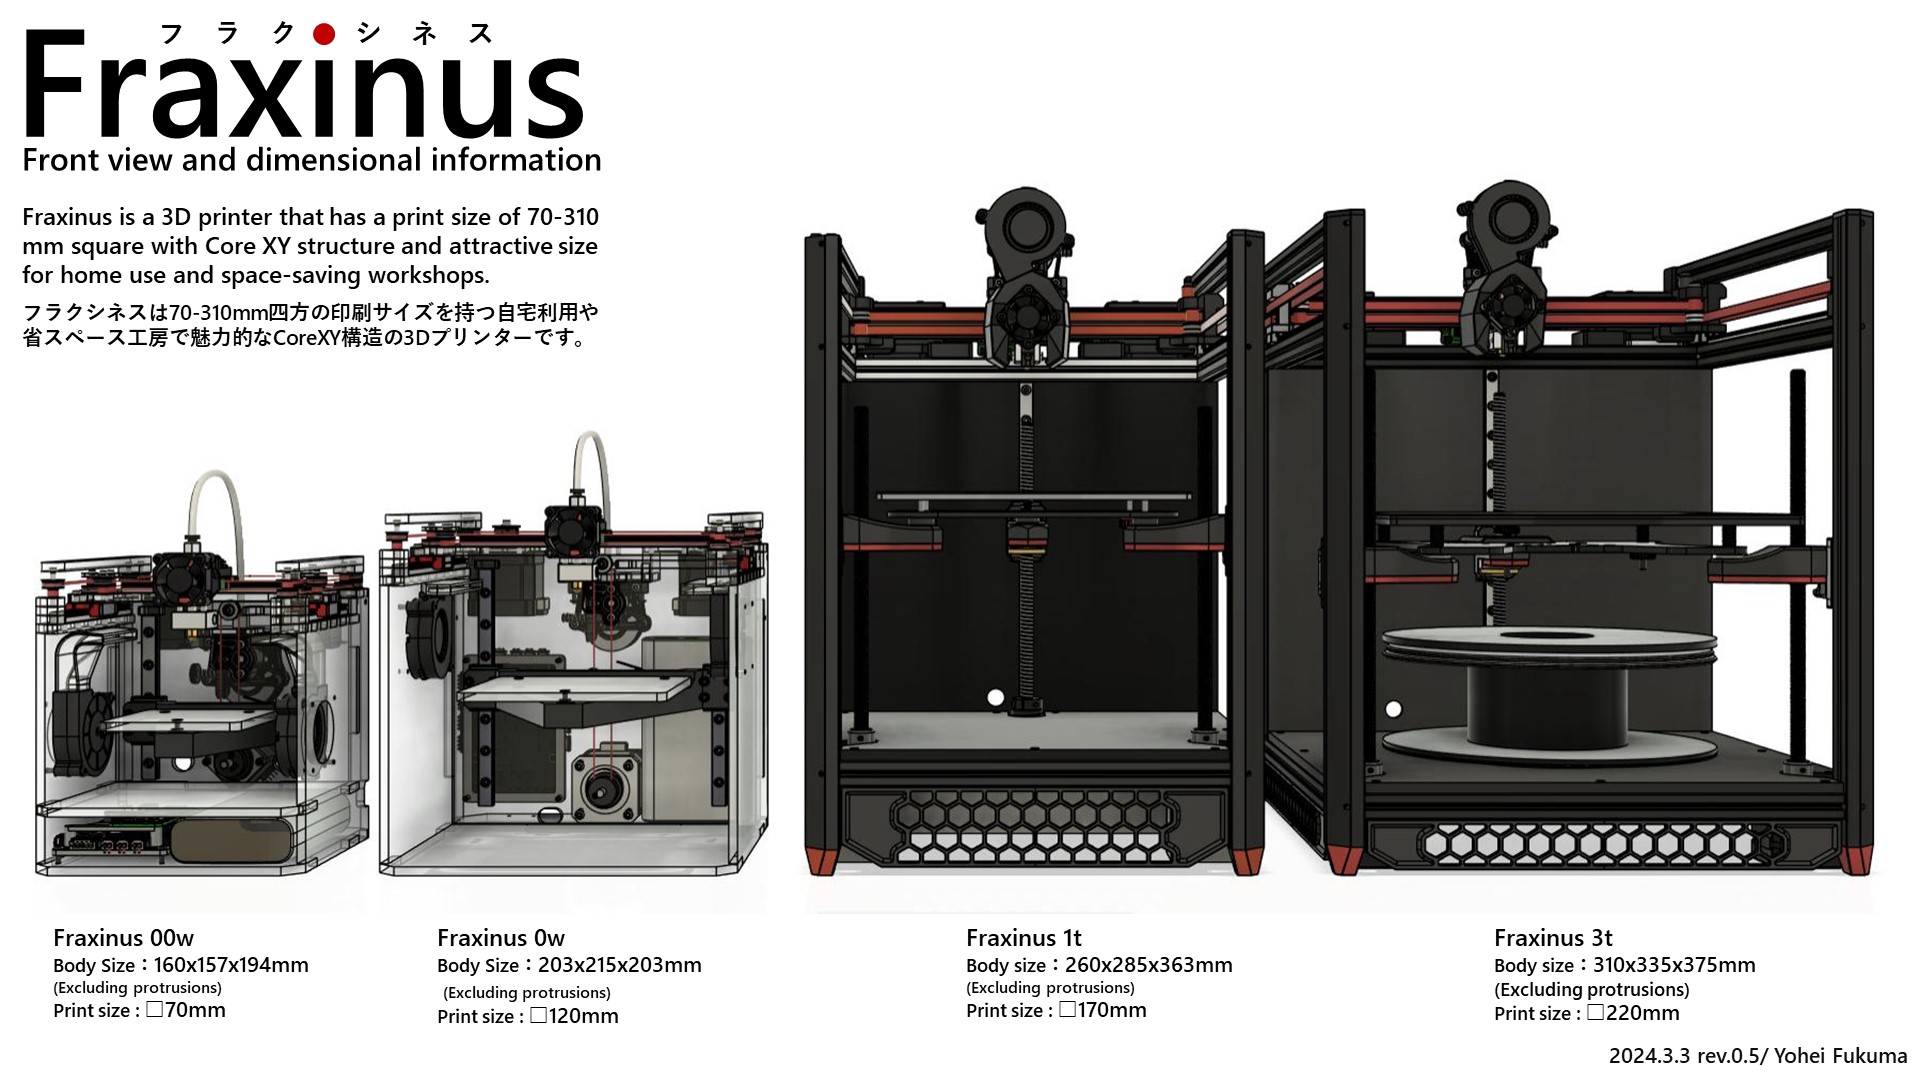 フラクシネス
Fraxinus
Front view and dimensional information
Fraxinus is a 3D printer that has a print size of 70-310
mm square with Core XY structure and attractive size
for home use and space-saving workshops.
フラクシネスは70-310mm四方の印刷サイズを持つ自宅利用や
省スペース工房で魅力的なCoreXY構造の3Dプリンターです。
Fraxinus 00w
Body Size：160x157x194mm
(Excluding protrusions)
Print size : □70mm
Fraxinus 0w
Body Size：203x215x203mm
(Excluding protrusions)
Print size : □120mm
Fraxinus 1t
Body size：260x285x363mm
(Excluding protrusions)
Print size : □170mm
Fraxinus 3t
Body size：310x335x375mm
(Excluding protrusions)
Print size : □220mm
2024.3.3 rev.0.5/ Yohei Fukuma